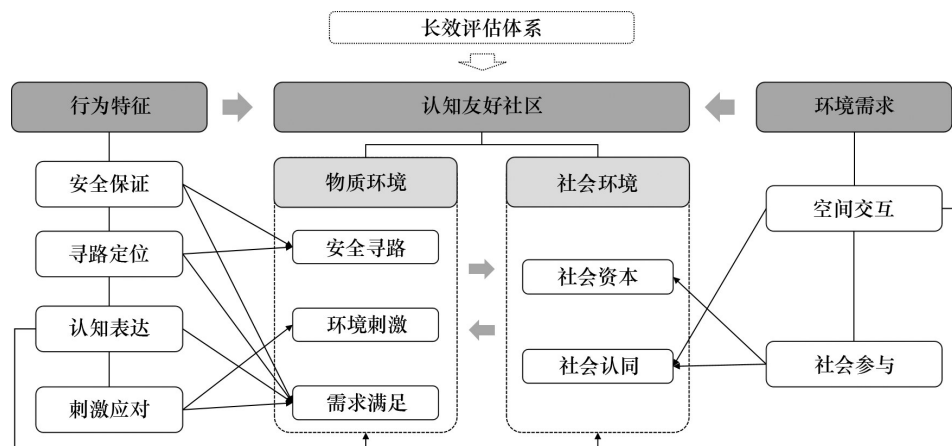 长效评估体系
行为特征
认知友好社区
环境需求
安全保证
物质环境
社会环境
空间交互
寻路定位
安全寻路
社会资本
认知表达
环境刺激
社会认同
社会参与
刺激应对
需求满足